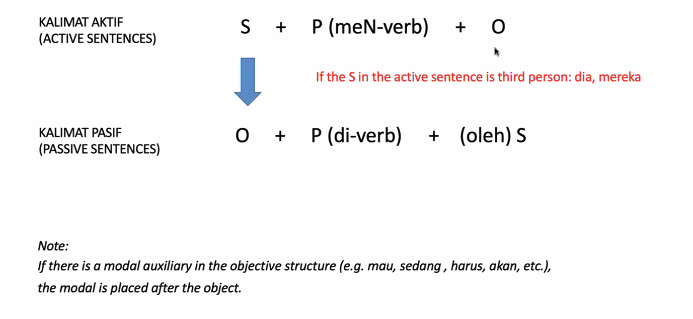 KALIMAT AKTIF
(ACTIVE SENTENCES)
S + P (meN-verb) + O
If the S in the active sentence is third person: dia, mereka
KALIMAT PASIF
(PASSIVE SENTENCES)
O + P (di-verb) + (oleh) S
Note:
If there is a modal auxiliary in the objective structure (e.g. mau, sedang , harus, akan, etc.),
the modal is placed after the object.